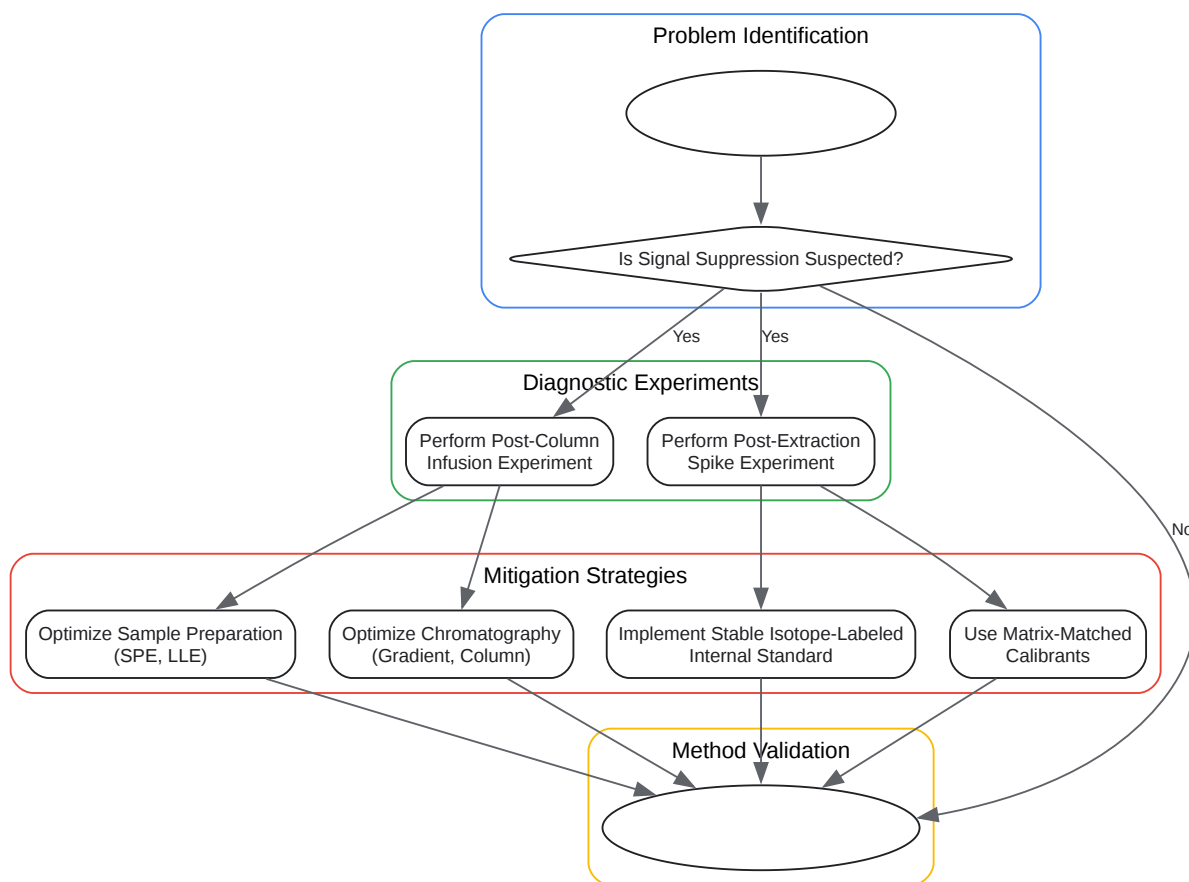 Problem Identification
Is Signal Suppression Suspected?
Yes
Yes
Diagnostic Experiments
Perform Post-Column
Infusion Experiment
Perform Post-Extraction
Spike Experiment
No
Mitigation Strategies
Optimize Sample Preparation
(SPE, LLE)
Optimize Chromatography
(Gradient, Column)
Implement Stable Isotope-Labeled
Internal Standard
Use Matrix-Matched
Calibrants
Method Validation